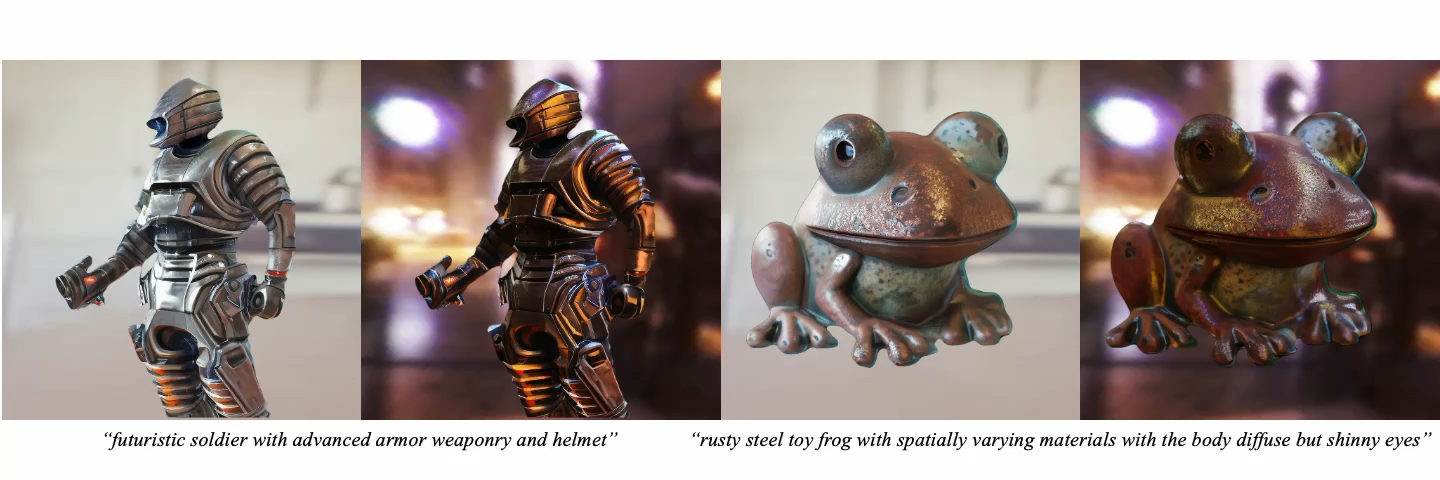 “futuristic soldier with advanced armor weaponry and helmet”
“rusty steel toy frog with spatially varying materials with the body diffuse but shinny eyes”